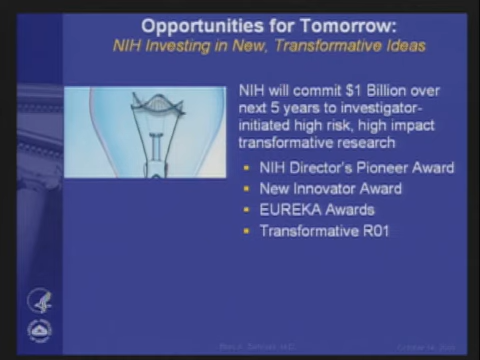 Opportunities for Tomorrow:
NIH Investing in New, Transformative Ideas
NIH will commit $1 Billion over
next 5 years to investigator-
initiated high risk, high impact
transformative research
NIH Director's Pioneer Award
New Innovator Award
EUREKA Awards
Transformative R01